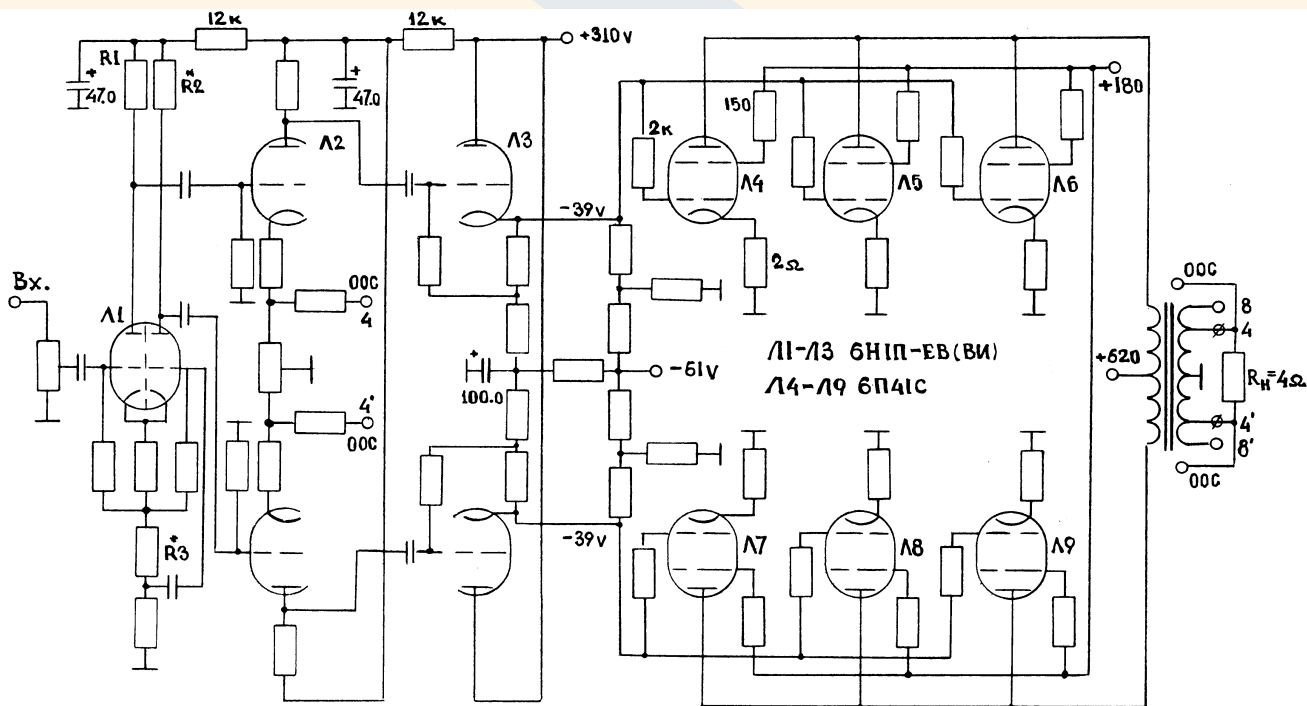 12к
12к
+310v
R1
R2*
+
47.0
+
47.0
+180
150
Л2
Л3
2к
Л4
Л5
Л6
-39v
Вх.
2Ω
ООС
4
ООС
8
4
Л1
Л1-Л3 6Н1П-ЕВ(ВИ)
Л4-Л9 6П41С
+620
Rн=4Ω
-61v
+
100.0
4'
ООС
4'
8'
ООС
R3*
-39v
Л7
Л8
Л9